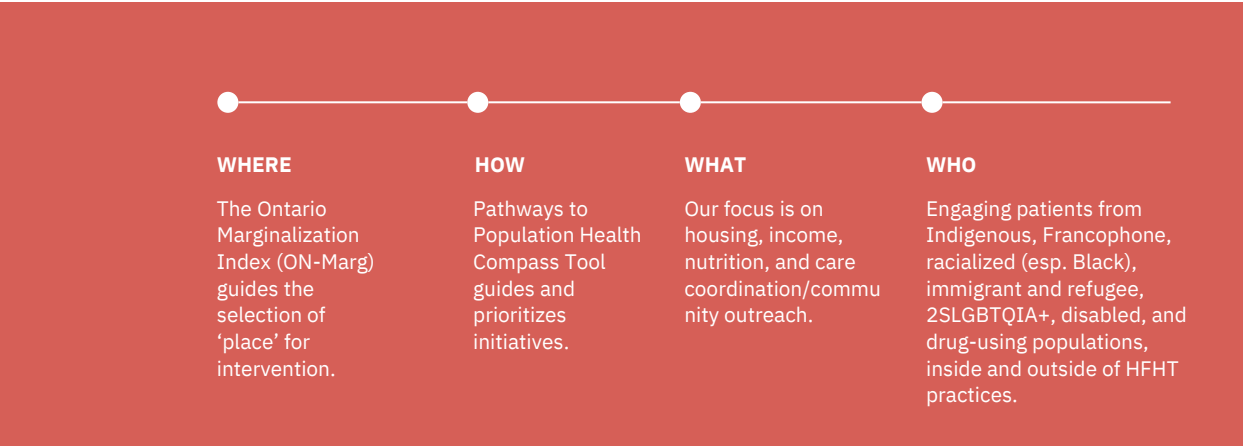 WHERE
The Ontario
Marginalization
Index (ON-Marg)
guides the
selection of
‘place’ for
intervention.
HOW
Pathways to
Population Health
Compass Tool
guides and
prioritizes
initiatives.
WHAT
Our focus is on
housing, income,
nutrition, and care
coordination/commu
nity outreach.
WHO
Engaging patients from
Indigenous, Francophone,
racialized (esp. Black),
immigrant and refugee,
2SLGBTQIA+, disabled, and
drug-using populations,
inside and outside of HFHT
practices.